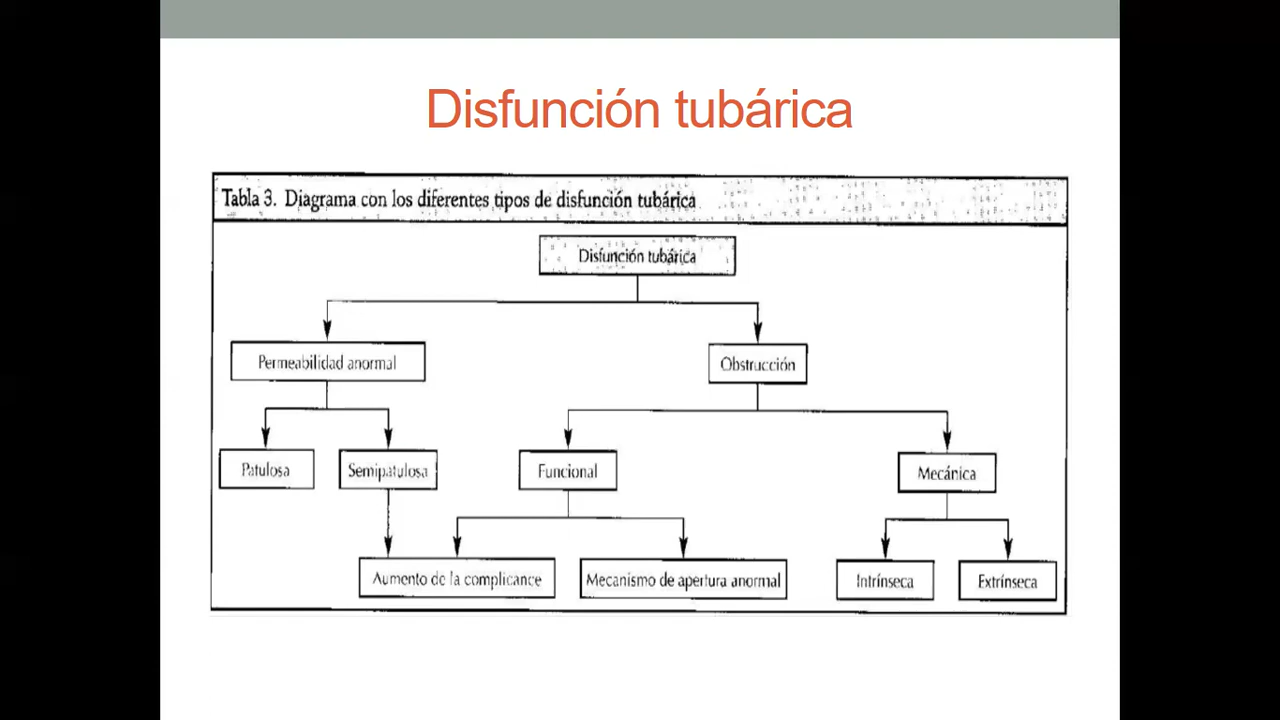 Disfunción tubárica
Tabla 3. Diagrama con los diferentes tipos de disfunción tubárica
Disfunción tubárica
Permeabilidad anormal
Obstrucción
Patulosa
Semipatulosa
Funcional
Mecánica
Aumento de la complicance
Mecanismo de apertura anormal
Intrínseca
Extrínseca